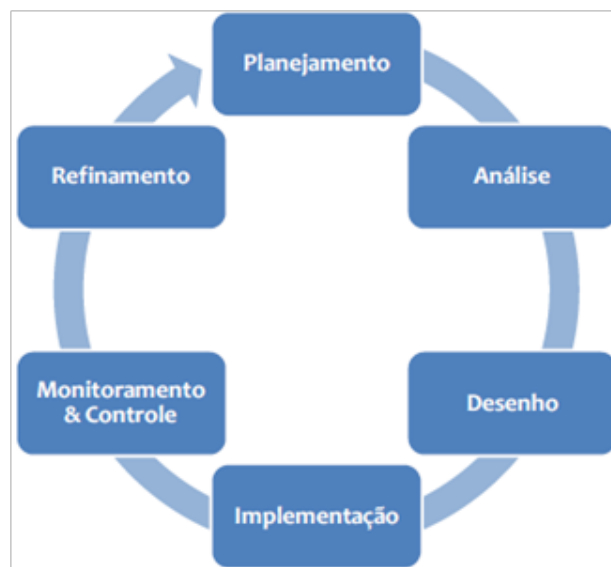 Planejamento
Análise
Desenho
Implementação
Monitoramento
& Controle
Refinamento